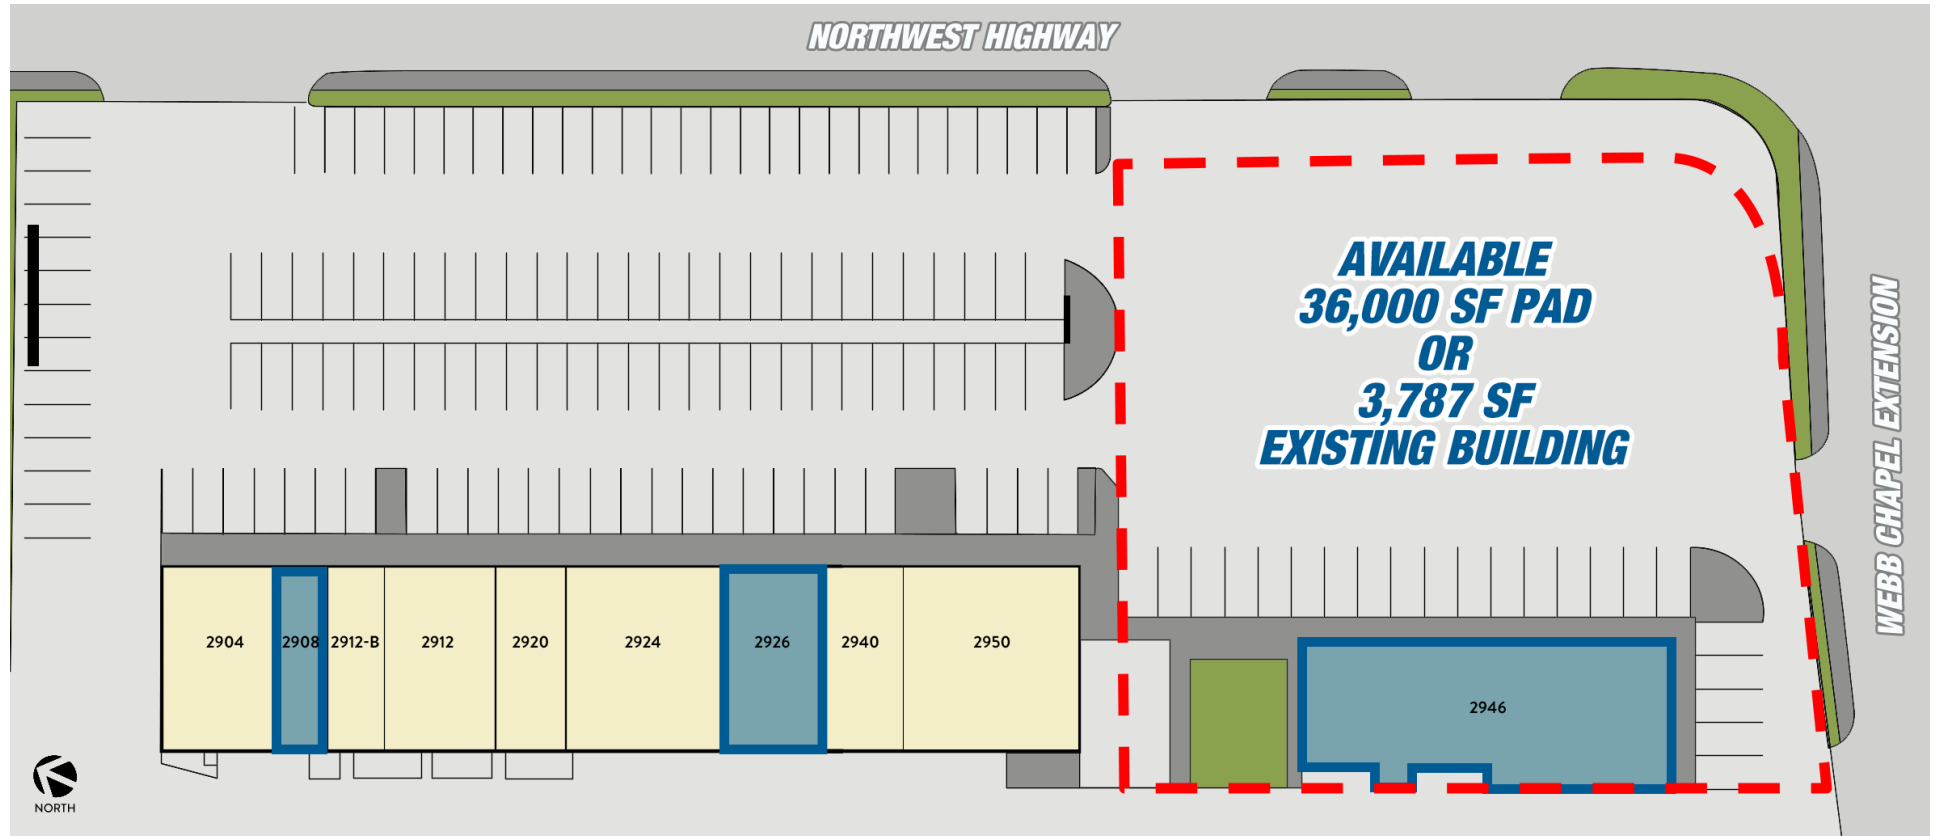 NORTHWEST HIGHWAY
AVAILABLE
36,000 SF PAD
OR
3,787 SF
EXISTING BUILDING
WEBB CHAPEL EXTENSION
2904
2908
2912-B
2912
2920
2924
2926
2940
2950
2946
NORTH